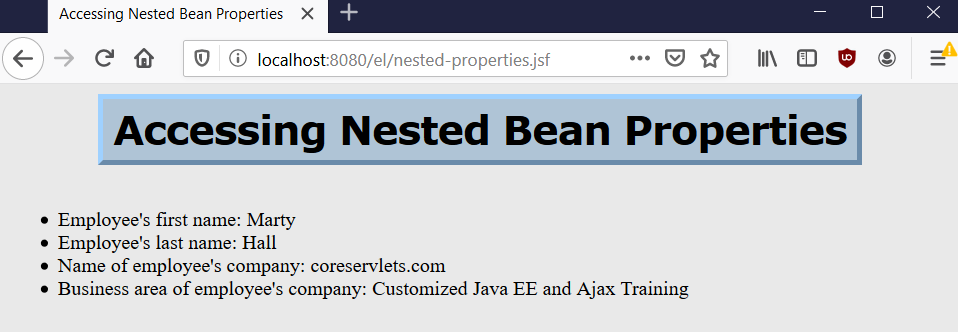 Accessing Nested Bean Properties
localhost:8080/el/nested-properties.jsf
Accessing Nested Bean Properties
Employee's first name: Marty
Employee's last name: Hall
Name of employee's company: coreservlets.com
Business area of employee's company: Customized Java EE and Ajax Training